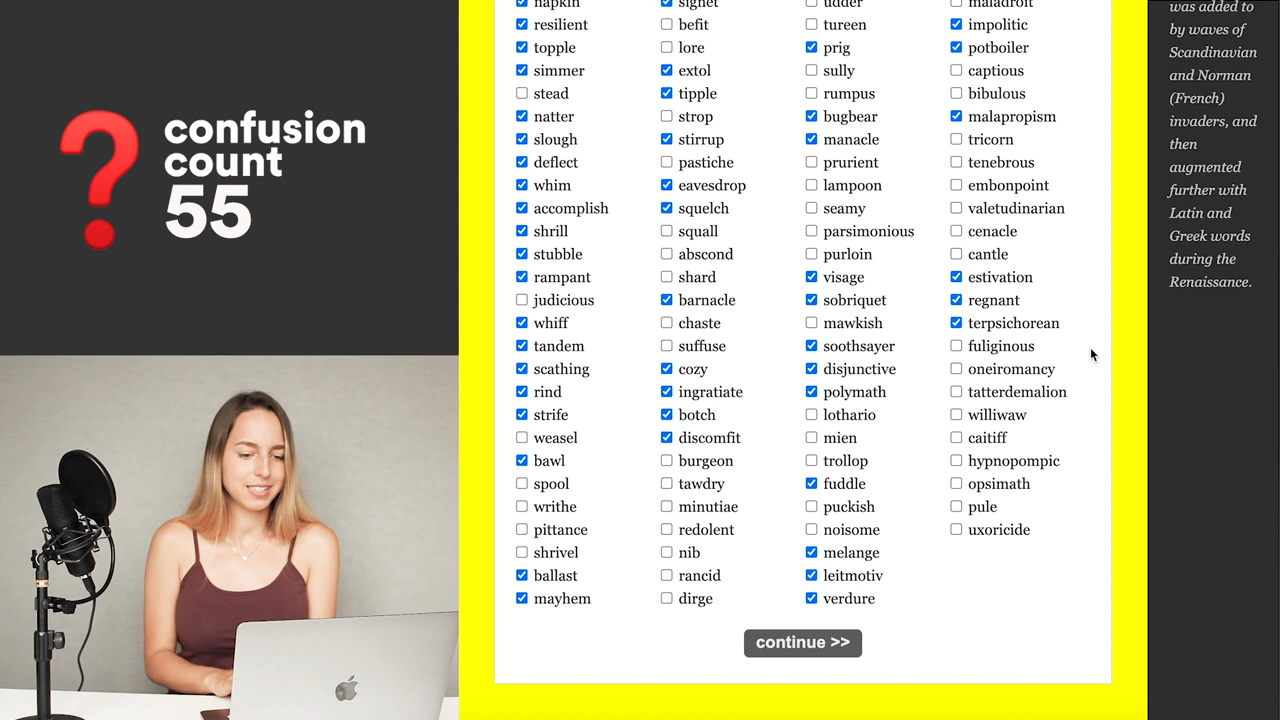 confusion
count
55
napkin
resilient
topple
simmer
stead
natter
slough
deflect
whim
accomplish
shrill
stubble
rampant
judicious
whiff
tandem
scathing
rind
strife
weasel
bawl
spool
writhe
pittance
shrivel
ballast
mayhem
signet
befit
lore
extol
tipple
strop
stirrup
pastiche
eavesdrop
squelch
squall
abscond
shard
barnacle
chaste
suffuse
cozy
ingratiate
botch
discomfit
burgeon
tawdry
minutiae
redolent
nib
rancid
dirge
udder
tureen
prig
sully
rumpus
bugbear
manacle
prurient
lampoon
seamy
parsimonious
purloin
visage
sobriquet
mawkish
soothsayer
disjunctive
polymath
lothario
mien
trollop
fuddle
puckish
noisome
melange
leitmotiv
verdure
maladroit
impolitic
potboiler
captious
bibulous
malapropism
tricorn
tenebrous
embonpoint
valetudinarian
cenacle
cantle
estivation
regnant
terpsichorean
fuliginous
oneiromancy
tatterdemalion
williwaw
caitiff
hypnopompic
opsimath
pule
uxoricide
continue >>
was added to
by waves of
Scandinavian
and Norman
(French)
invaders, and
then
augmented
further with
Latin and
Greek words
during the
Renaissance.